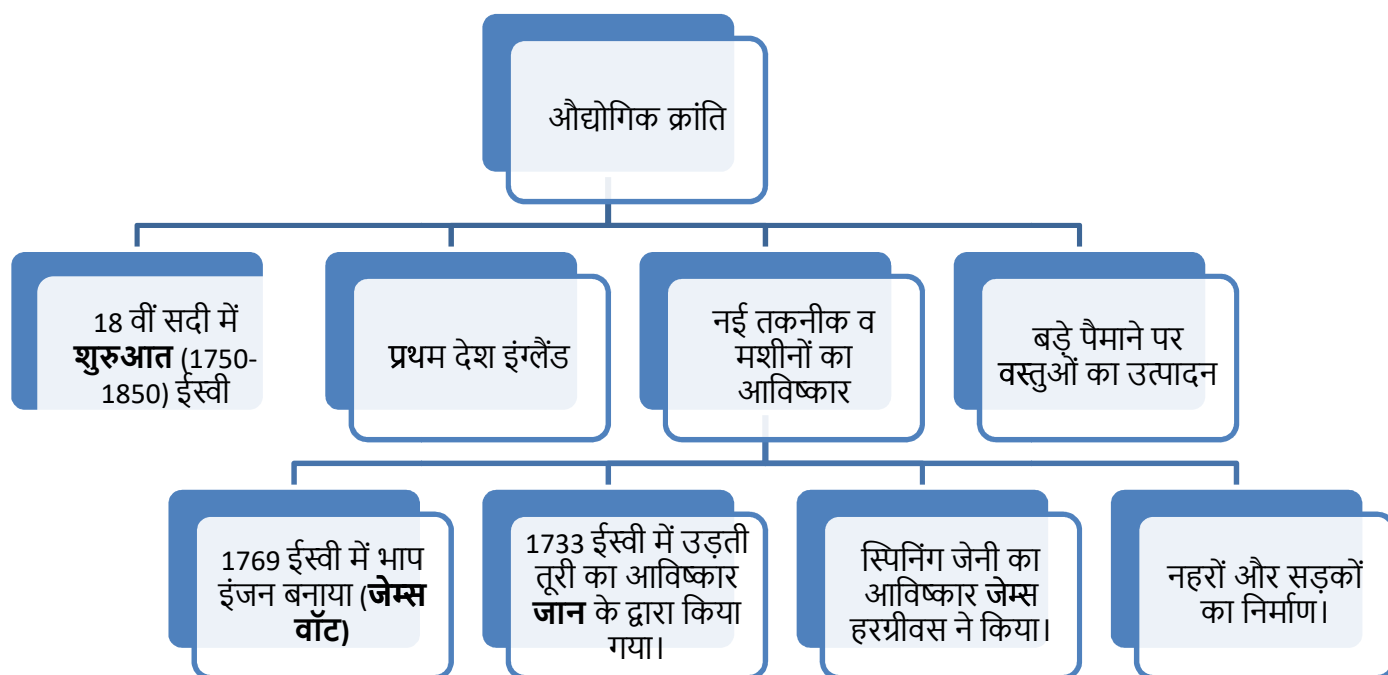 औद्योगिक क्रांति
18 वीं सदी में
शुरुआत (1750-
1850) ईस्वी
प्रथम देश इंग्लैंड
नई तकनीक व
मशीनों का
आविष्कार
बड़े पैमाने पर
वस्तुओं का उत्पादन
1769 ईस्वी में भाप
इंजन बनाया (जेम्स
वॉट)
1733 ईस्वी में उड़ती
तूरी का आविष्कार
जान के द्वारा किया
गया।
स्पिनिंग जेनी का
आविष्कार जेम्स
हरग्रीवस ने किया।
नहरों और सड़कों
का निर्माण।